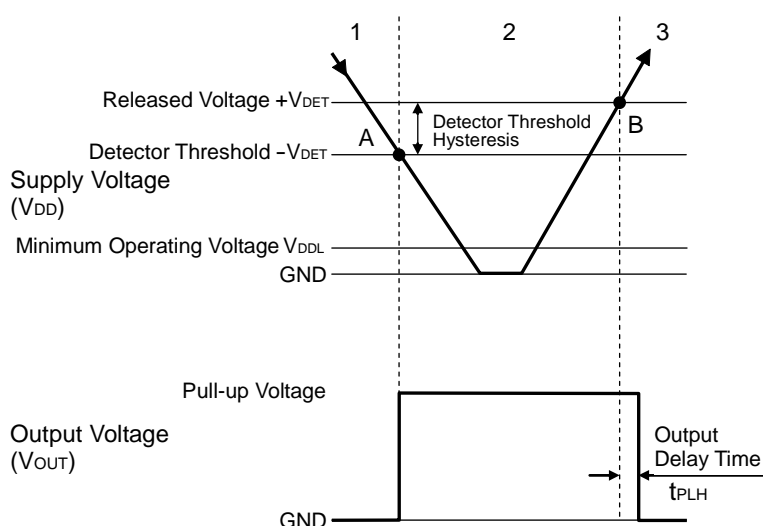 1 2 3
Released Voltage +VDET
A
B
Detector Threshold
Hysteresis
Detector Threshold -VDET
Supply Voltage
(VDD)
Minimum Operating Voltage VDDL
GND
Pull-up Voltage
Output Voltage
(VOUT)
Output
Delay Time
tPLH
GND